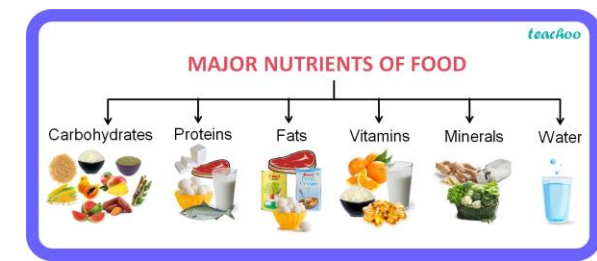 teachoo
MAJOR NUTRIENTS OF FOOD
Carbohydrates Proteins Fats Vitamins Minerals Water